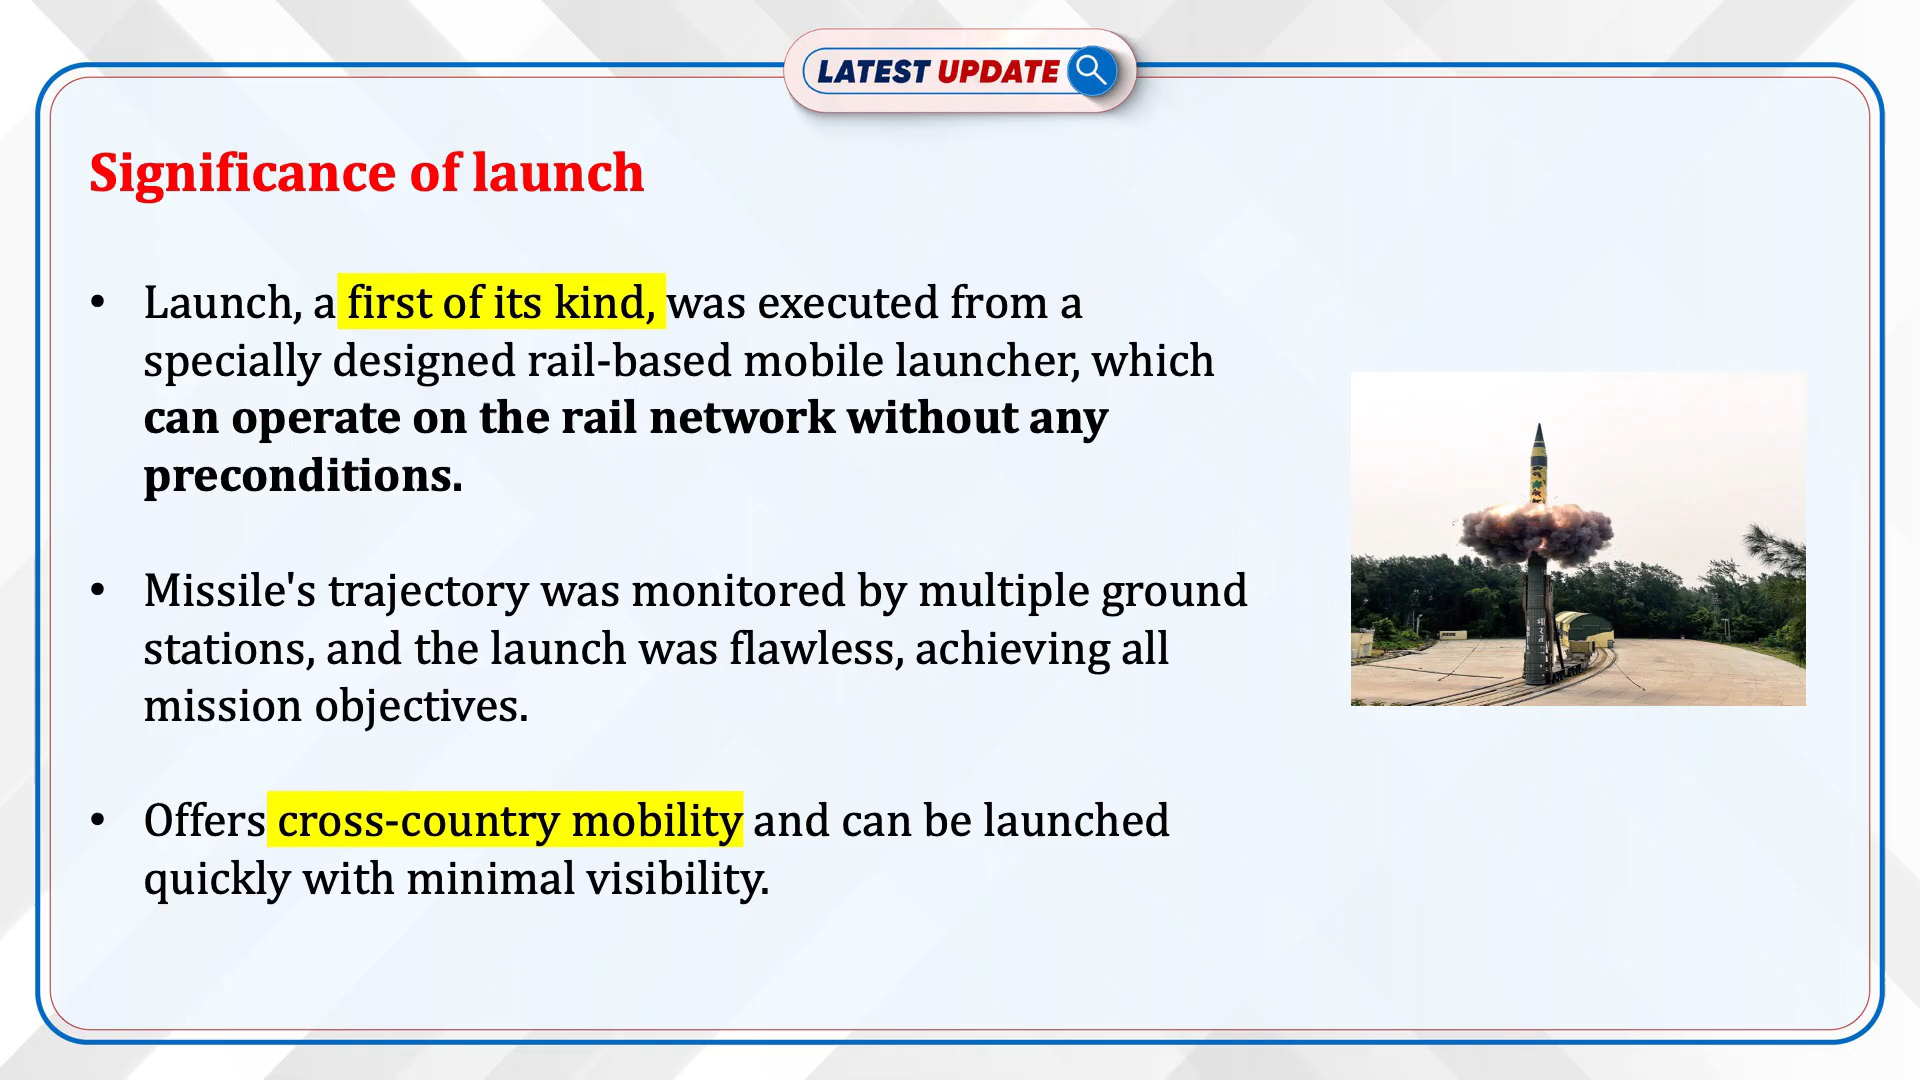 LATEST UPDATE
Significance of launch
• Launch, a first of its kind, was executed from a
specially designed rail-based mobile launcher, which
can operate on the rail network without any
preconditions.
• Missile's trajectory was monitored by multiple ground
stations, and the launch was flawless, achieving all
mission objectives.
• Offers cross-country mobility and can be launched
quickly with minimal visibility.